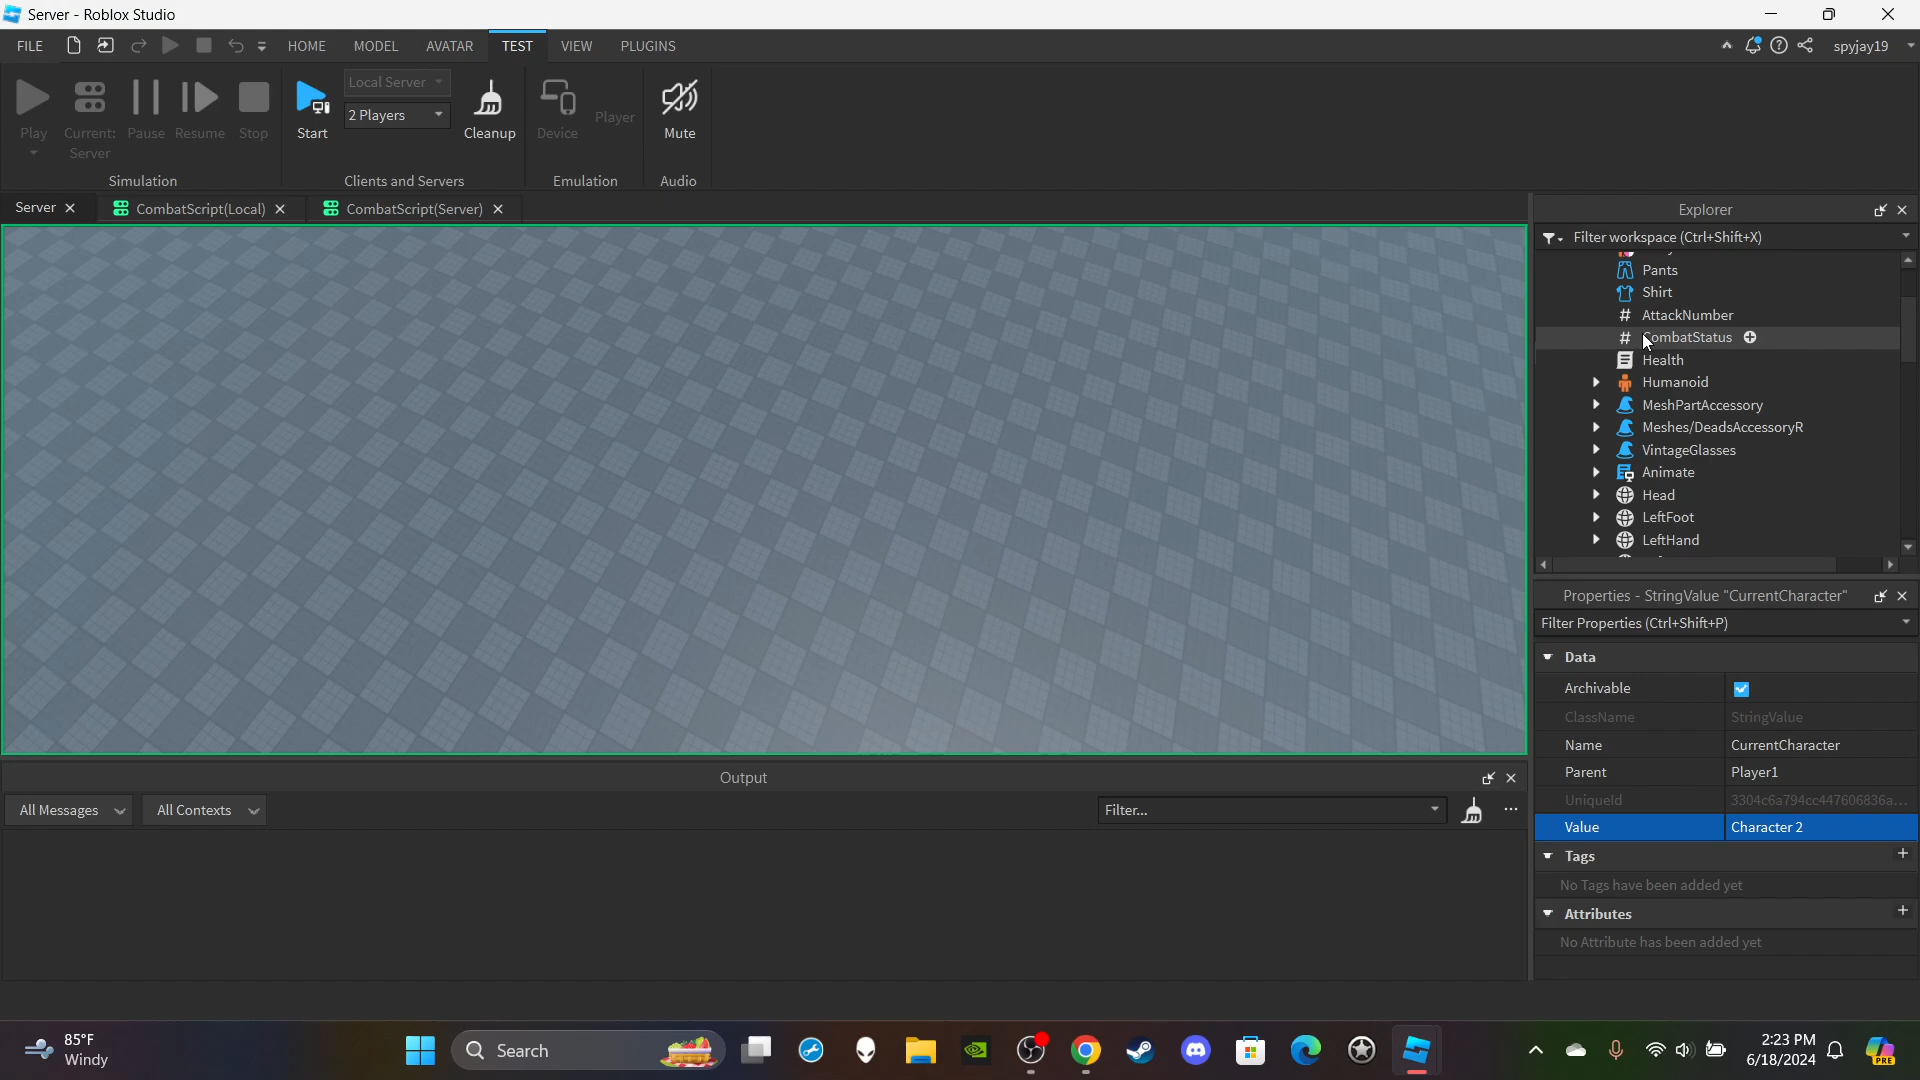 Server - Roblox Studio
FILE
HOME
MODEL
AVATAR
TEST
VIEW
PLUGINS
spyjay19
Play
Current:
Server
Pause
Resume
Stop
Start
Local Server
2 Players
Cleanup
Device
Player
Mute
Simulation
Clients and Servers
Emulation
Audio
Server
CombatScript(Local)
CombatScript(Server)
Explorer
Filter workspace (Ctrl+Shift+X)
Pants
Shirt
# AttackNumber
# CombatStatus
Health
Humanoid
MeshPartAccessory
Meshes/DeadsAccessoryR
VintageGlasses
Animate
Head
LeftFoot
LeftHand
Properties - StringValue "CurrentCharacter"
Filter Properties (Ctrl+Shift+P)
Data
Archivable
ClassName StringValue
Name CurrentCharacter
Parent Player1
UniqueId 3304c6a794cc447606836a...
Value Character 2
Tags
No Tags have been added yet
Attributes
No Attribute has been added yet
Output
All Messages
All Contexts
Filter...
85°F
Windy
Search
2:23 PM
6/18/2024
PRE